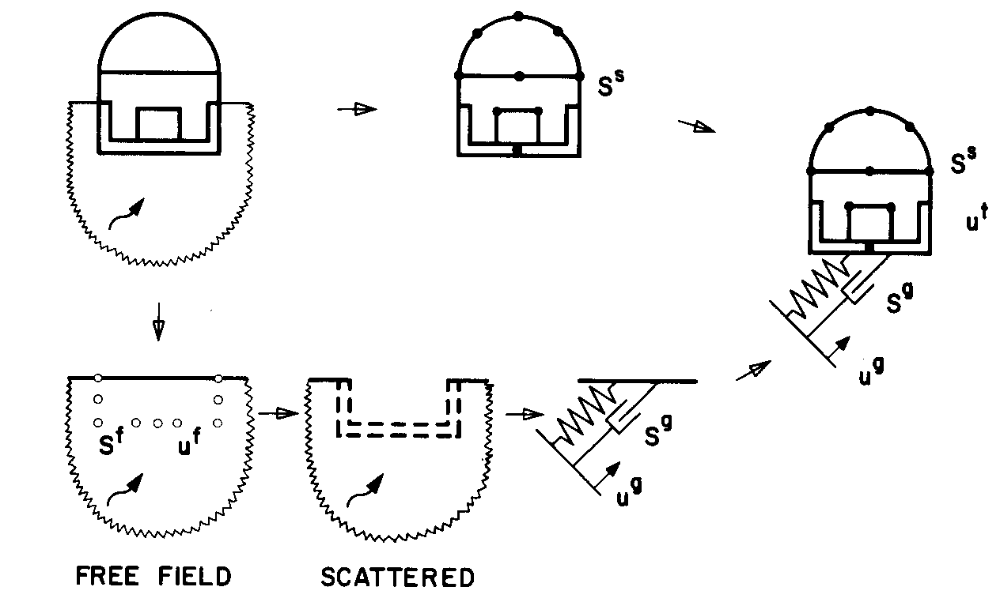 S^s
S^s
u^t
S^g
u^g
S^f u^f
S^g
u^g
FREE FIELD SCATTERED